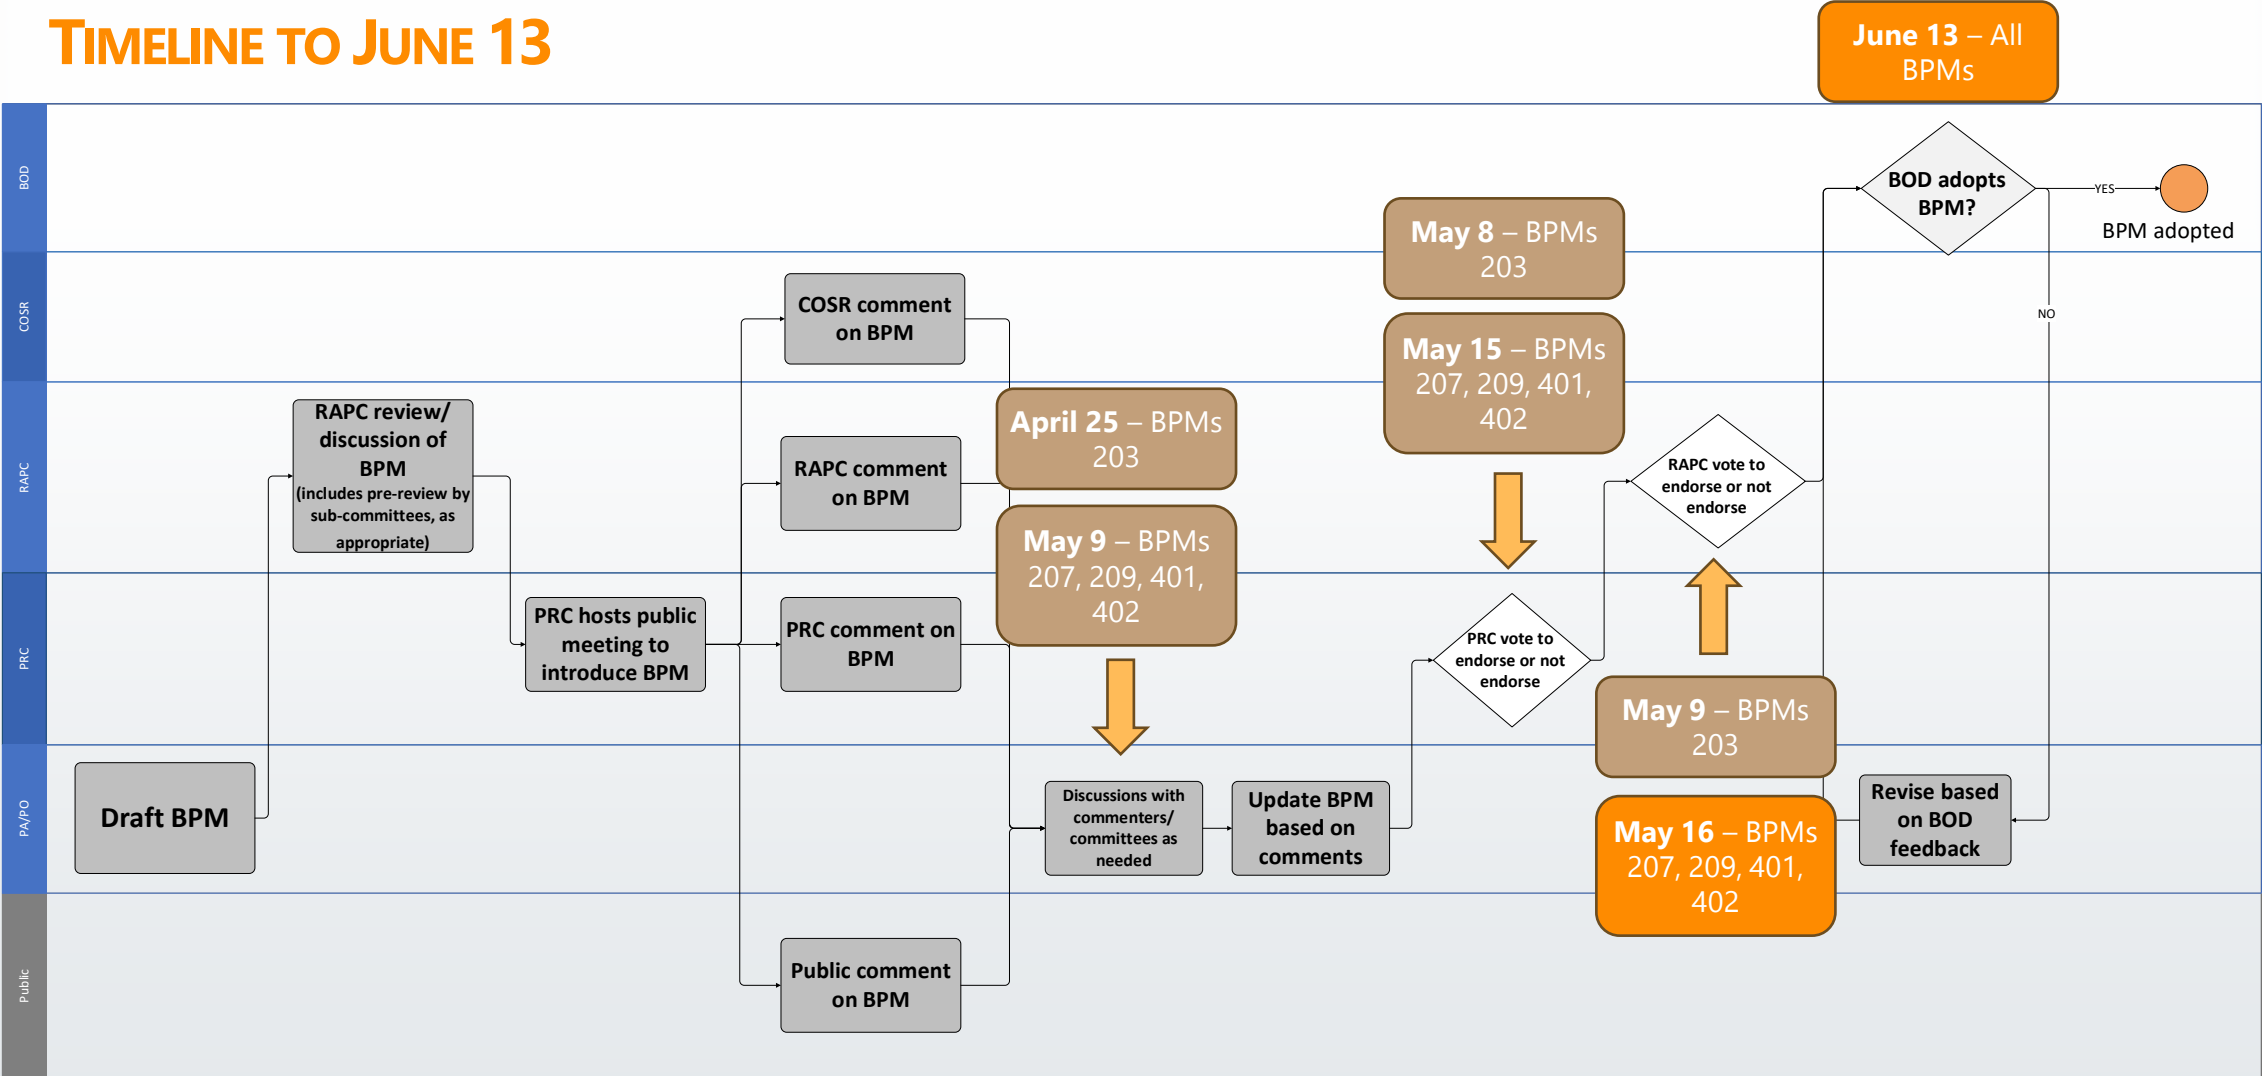 TIMELINE TO JUNE 13
June 13 – All
BPMs
BOD
COSR
RAPC
PRC
PA/PO
Public
Draft BPM
RAPC review/
discussion of
BPM
(includes pre-review by
sub-committees, as
appropriate)
PRC hosts public
meeting to
introduce BPM
COSR comment
on BPM
RAPC comment
on BPM
PRC comment on
BPM
Public comment
on BPM
April 25 – BPMs
203
May 9 – BPMs
207, 209, 401,
402
Discussions with
commenters/
committees as
needed
Update BPM
based on
comments
May 8 – BPMs
203
May 15 – BPMs
207, 209, 401,
402
PRC vote to
endorse or not
endorse
RAPC vote to
endorse or not
endorse
May 9 – BPMs
203
May 16 – BPMs
207, 209, 401,
402
BOD adopts
BPM?
YES
BPM adopted
NO
Revise based
on BOD
feedback